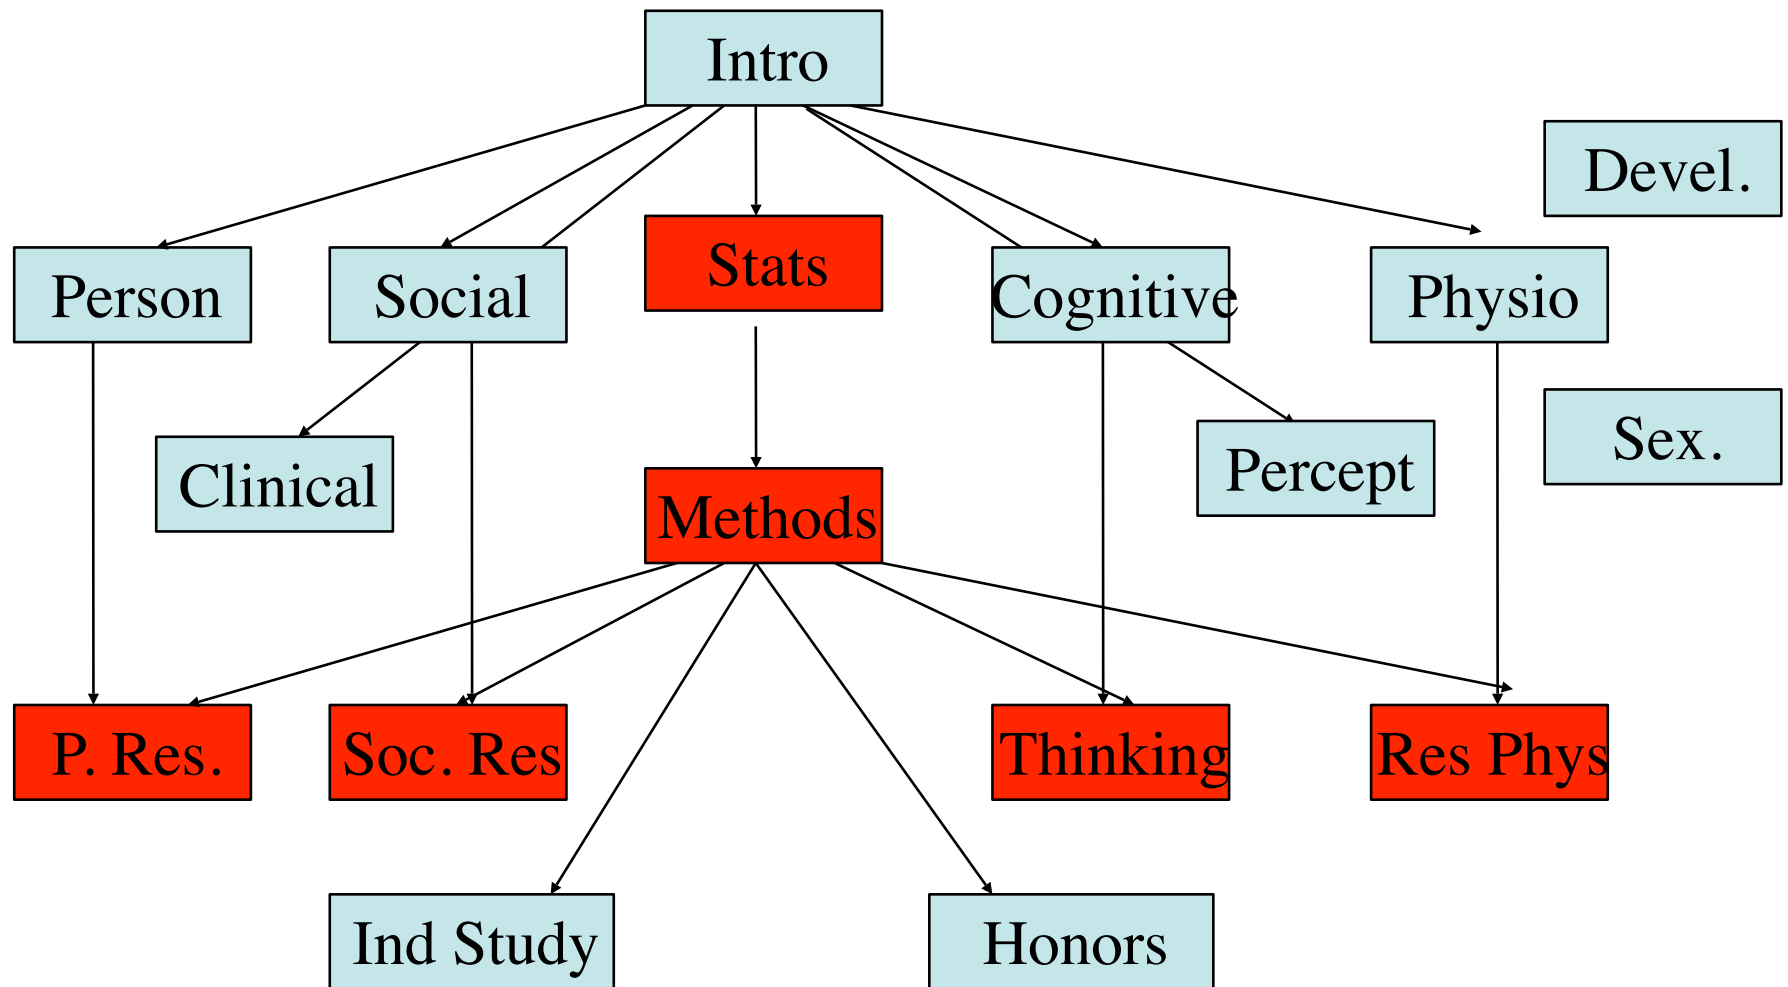 Intro
Devel.
Person
Social
Stats
Cognitive
Physio
Clinical
Methods
Percept
Sex.
P. Res.
Soc. Res
Thinking
Res Phys
Ind Study
Honors